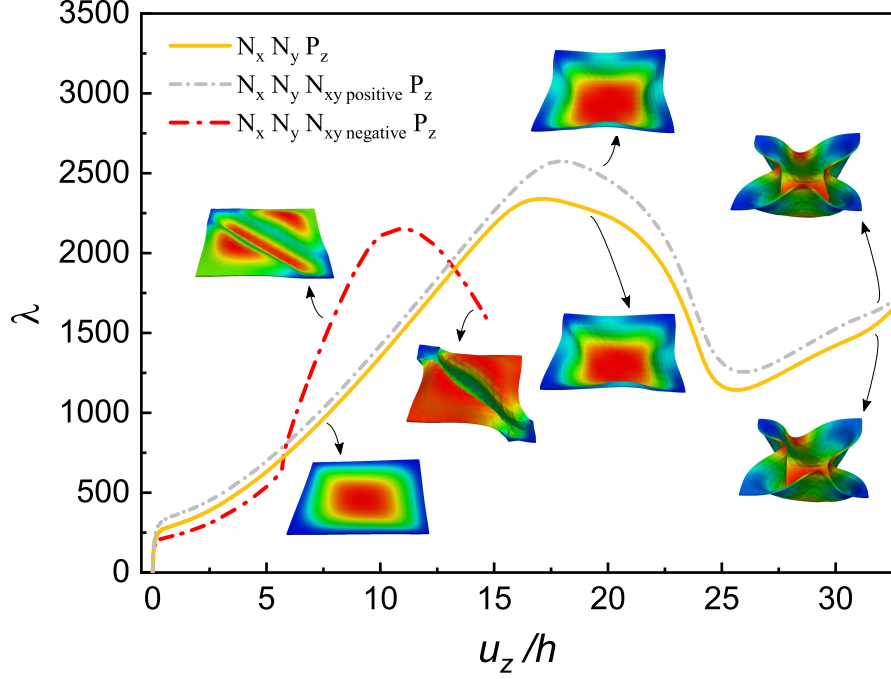 3500
3000
2500
2000
1500
1000
500
0
λ
N_x N_y P_z
N_x N_y N_xy positive P_z
N_x N_y N_xy negative P_z
0 5 10 15 20 25 30
u_z /h